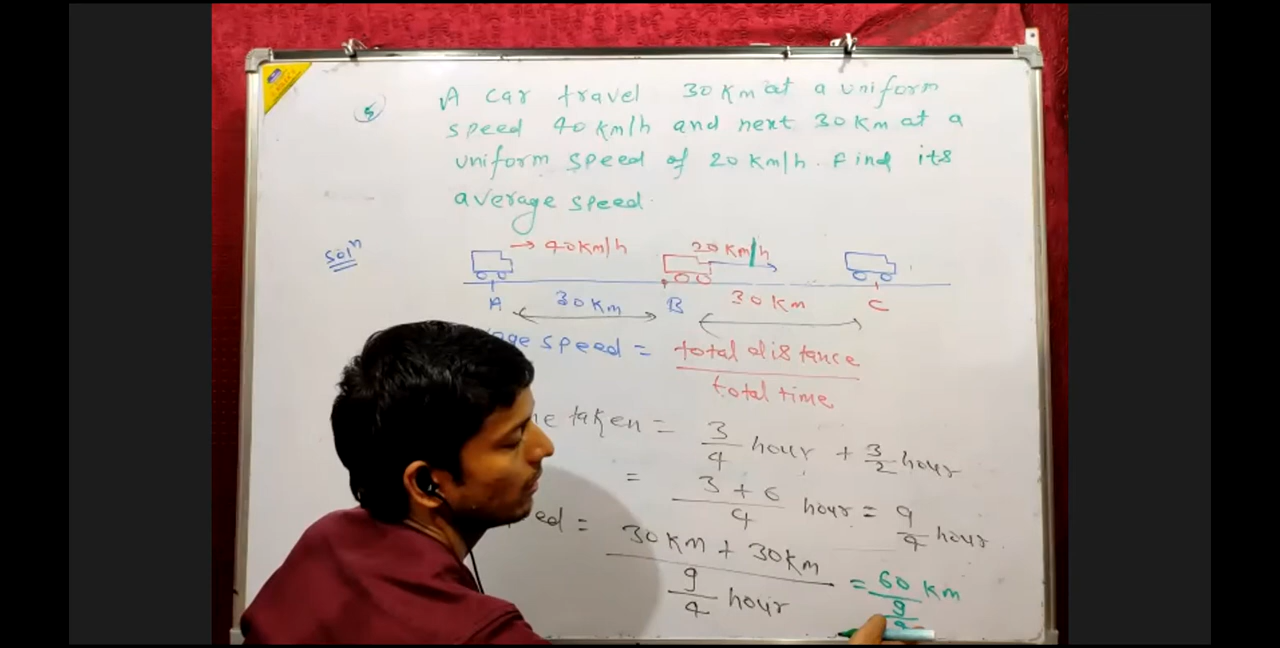 5
A car travel 30 Km at a uniform
speed 40 km/h and next 30 Km at a
uniform speed of 20 Km/h. Find its
average speed.
Solⁿ
→ 40 Km/h 20 Km/h
A 30 Km B 30 Km C
speed = total distance / total time
taken = 3/4 hour + 3/2 hour
= 3 + 6 / 4 hour = 9/4 hour
= 30 Km + 30 Km / 9/4 hour = 60 Km / 9/4